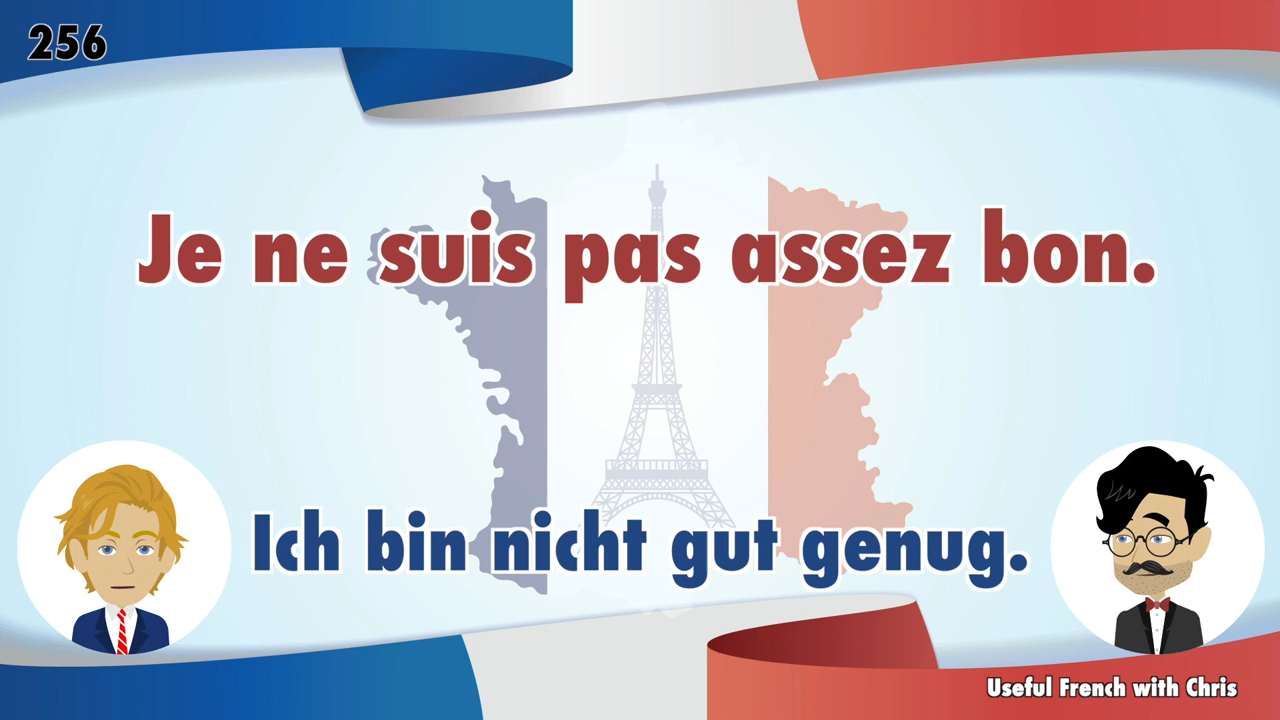 256
Je ne suis pas assez bon.
Ich bin nicht gut genug.
Useful French with Chris